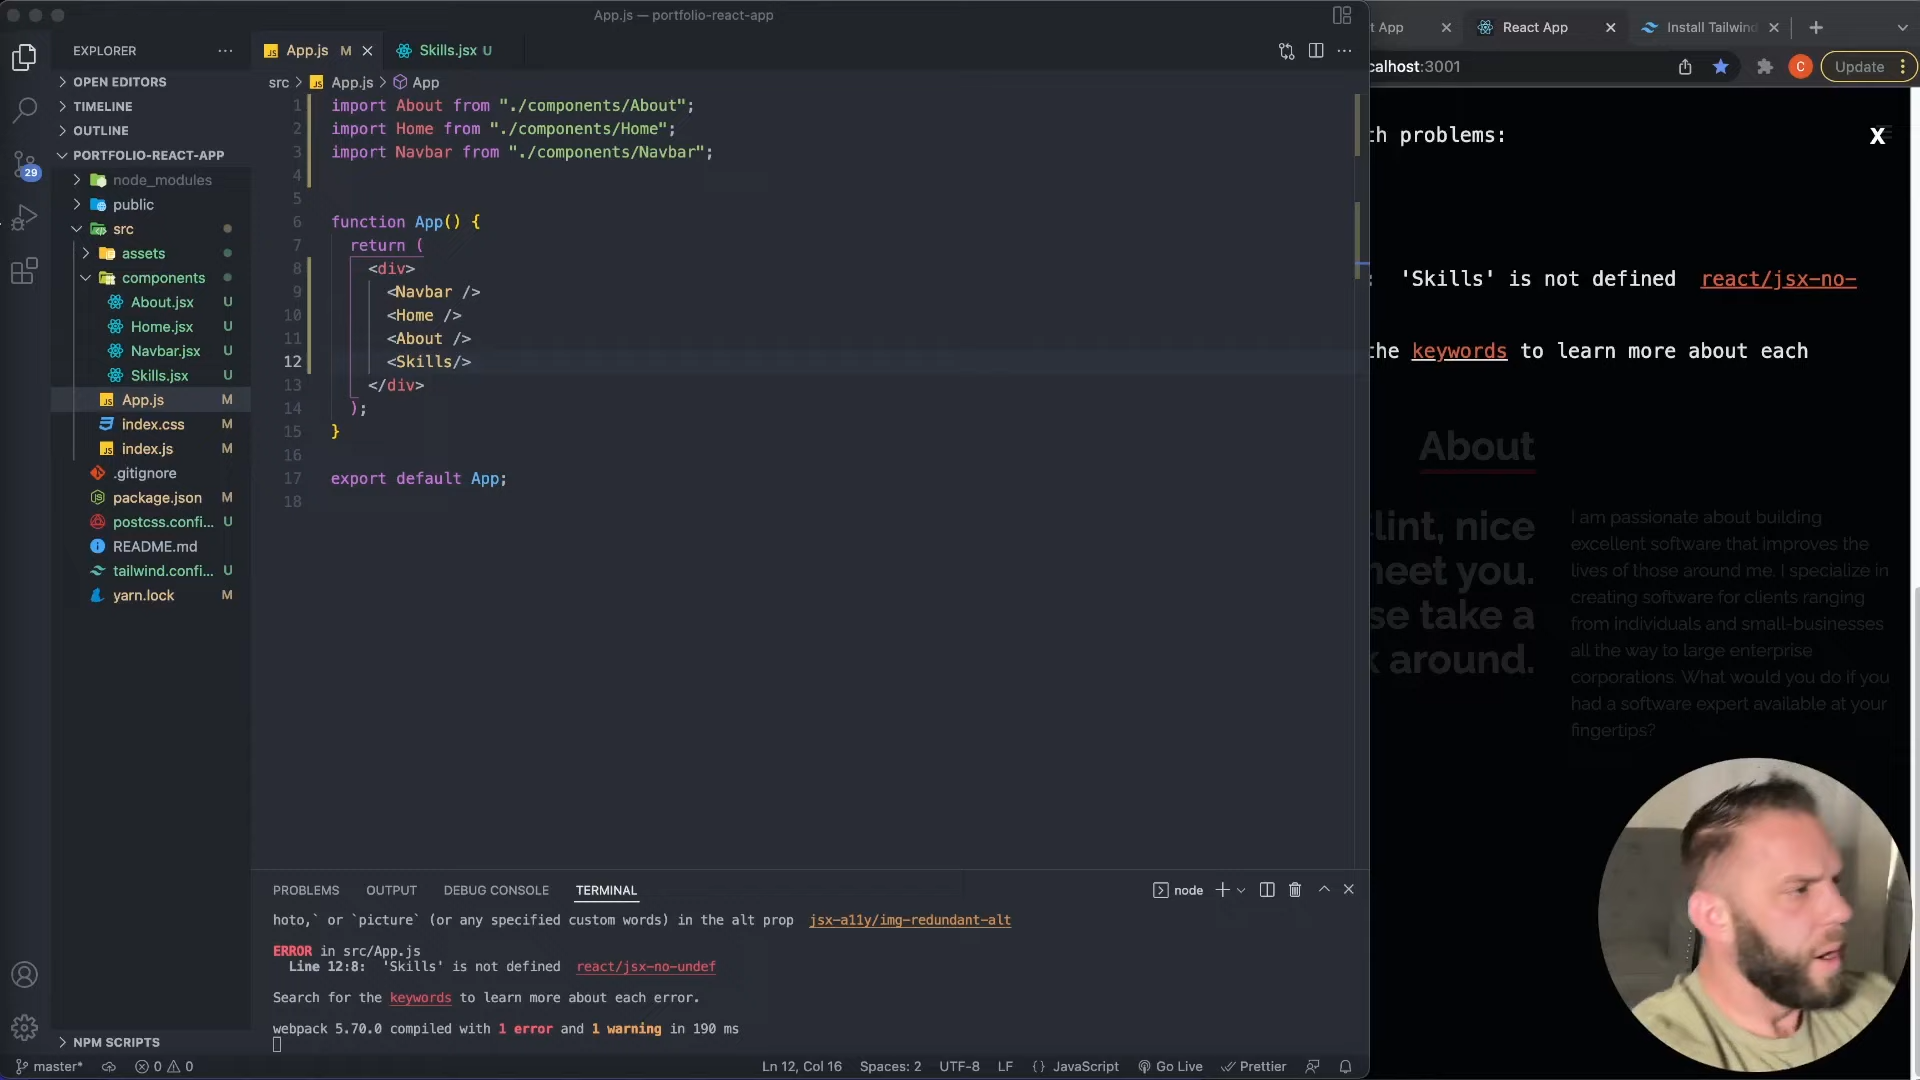 App.js — portfolio-react-app
EXPLORER
OPEN EDITORS
TIMELINE
OUTLINE
PORTFOLIO-REACT-APP
node_modules
public
src
assets
components
About.jsx U
Home.jsx U
Navbar.jsx U
Skills.jsx U
App.js M
index.css M
index.js M
.gitignore
package.json M
postcss.confi... U
README.md
tailwind.confi... U
yarn.lock M
NPM SCRIPTS
29
App.js M
Skills.jsx U
src > App.js > App
1 import About from "./components/About";
2 import Home from "./components/Home";
3 import Navbar from "./components/Navbar";
4
5
6 function App() {
7 return (
8 <div>
9 <Navbar />
10 <Home />
11 <About />
12 <Skills/>
13 </div>
14 );
15 }
16
17 export default App;
18
PROBLEMS OUTPUT DEBUG CONSOLE TERMINAL
node
hoto,` or `picture` (or any specified custom words) in the alt prop jsx-a11y/img-redundant-alt
ERROR in src/App.js
Line 12:8: 'Skills' is not defined react/jsx-no-undef
Search for the keywords to learn more about each error.
webpack 5.70.0 compiled with 1 error and 1 warning in 190 ms
master* 0 0 Ln 12, Col 16 Spaces: 2 UTF-8 LF {} JavaScript Go Live Prettier
t App
React App
Install Tailwind
calhost:3001
C
Update
th problems:
X
: 'Skills' is not defined react/jsx-no-
the keywords to learn more about each
About
lint, nice
meet you.
se take a
k around.
I am passionate about building
excellent software that improves the
lives of those around me. I specialize in
creating software for clients ranging
from individuals and small-businesses
all the way to large enterprise
corporations. What would you do if you
had a software expert available at your
fingertips?